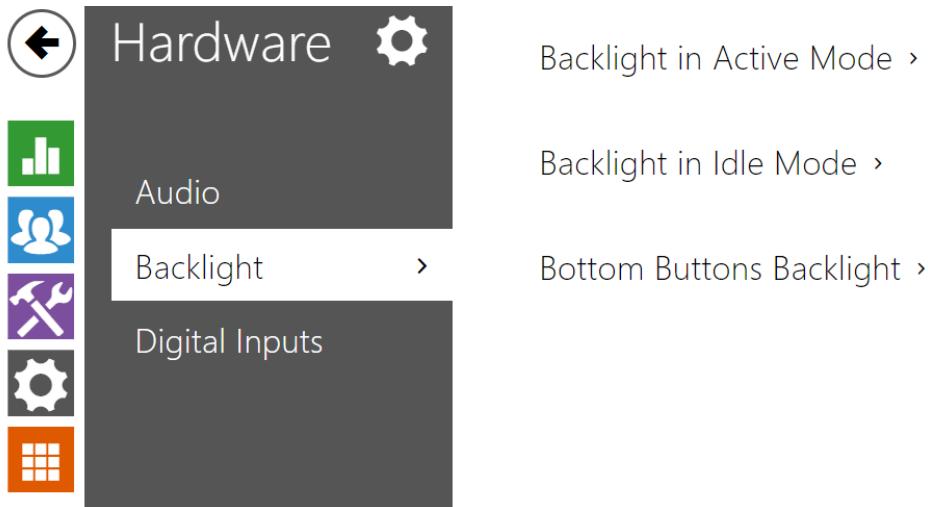 Hardware
Audio
Backlight
Digital Inputs
Backlight in Active Mode
Backlight in Idle Mode
Bottom Buttons Backlight